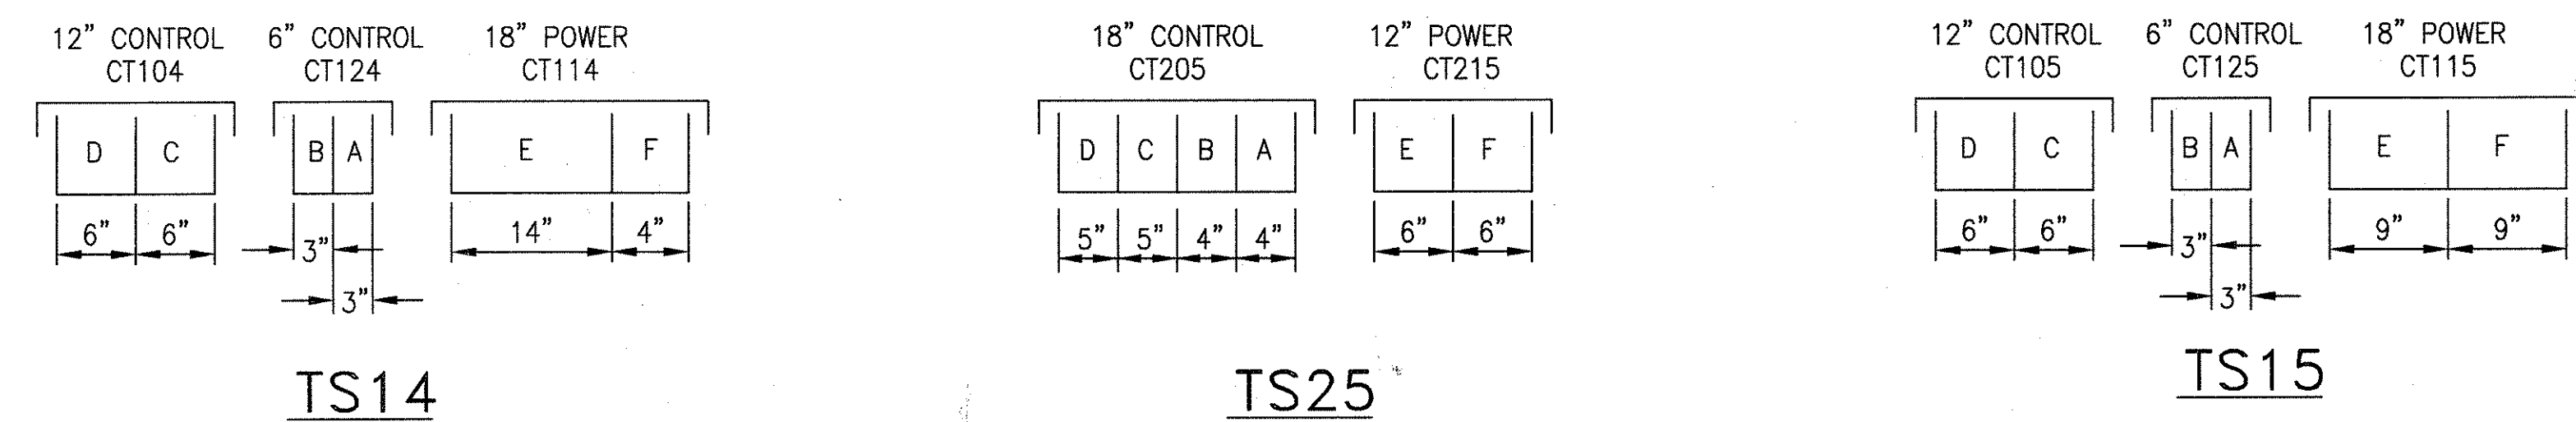 12" CONTROL
CT104
6" CONTROL
CT124
18" POWER
CT114
D C
B A
E F
6" 6"
3"
3"
14" 4"
TS14
18" CONTROL
CT205
12" POWER
CT215
D C B A
E F
5" 5" 4" 4"
6" 6"
TS25
12" CONTROL
CT105
6" CONTROL
CT125
18" POWER
CT115
D C
B A
E F
6" 6"
3"
3"
9" 9"
TS15